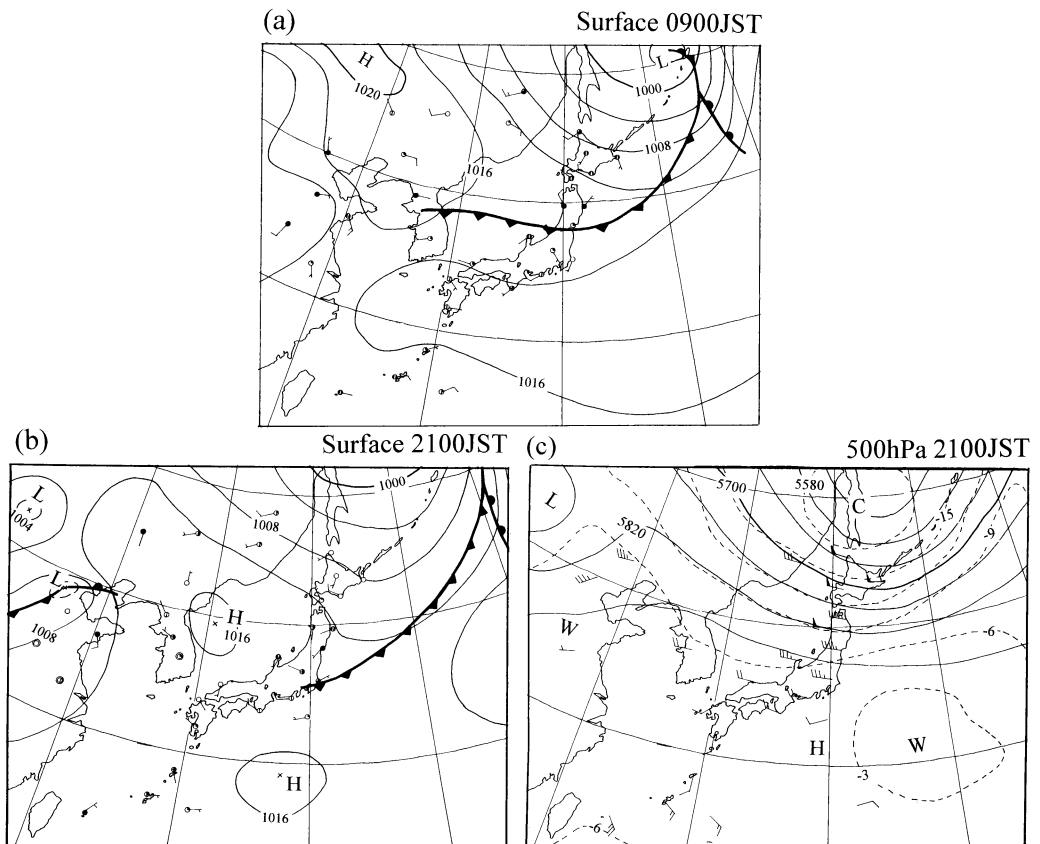 (a) Surface 0900JST
H
L
1020
1000
1008
1016
1016
(b) Surface 2100JST
L
1004
1000
1008
L
H
1016
1008
H
1016
(c) 500hPa 2100JST
L
5700
5580
C
-15
5820
-9
W
-6
H
W
-3
-6